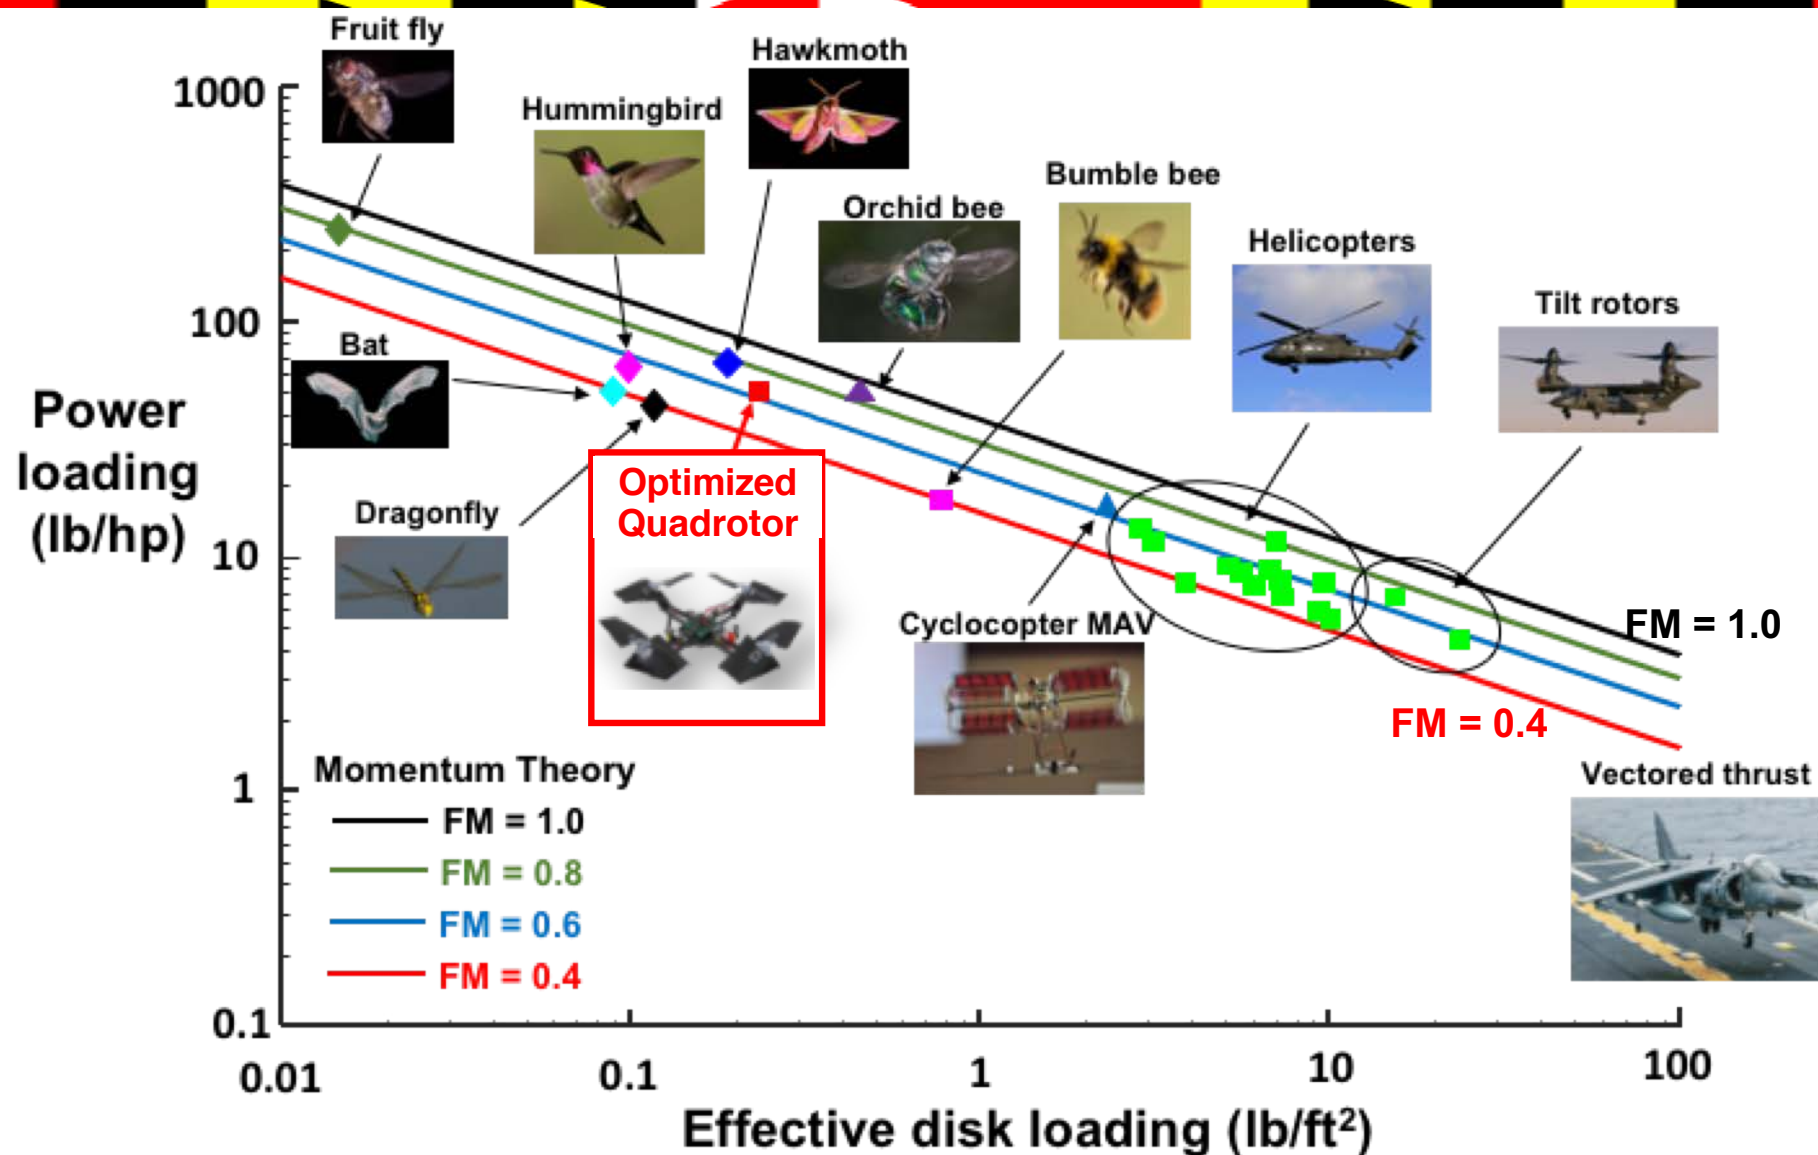 Fruit fly
Hawkmoth
1000
Hummingbird
Bumble bee
Orchid bee
Helicopters
Tilt rotors
100
Bat
Power
loading
(lb/hp)
Optimized
Quadrotor
Dragonfly
10
Cyclocopter MAV
FM = 1.0
FM = 0.4
Momentum Theory
Vectored thrust
1
FM = 1.0
FM = 0.8
FM = 0.6
FM = 0.4
0.1
0.01
0.1
1
10
100
Effective disk loading (lb/ft²)